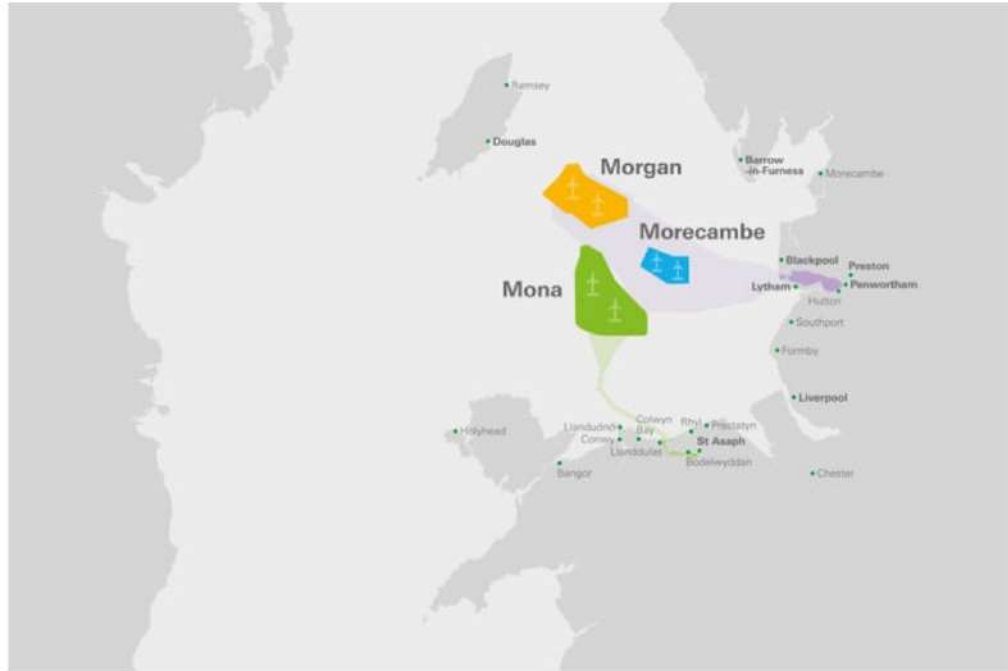 Ramsey
Douglas
Morgan
Barrow
-in-Furness
Morecambe
Morecambe
Mona
Blackpool
Preston
Lytham
Penwortham
Hutton
Southport
Formby
Liverpool
Holyhead
Llandudno
Colwyn
Bay
Rhyl
Prestatyn
Conwy
St Asaph
Llanddulas
Bodelwyddan
Bangor
Chester